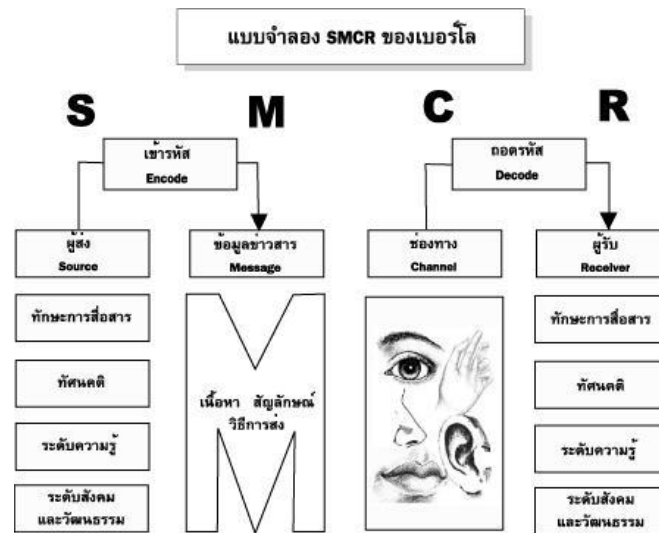 แบบจำลอง SMCR ของเบอร์โล
S M C R
เข้ารหัส
Encode
ถอดรหัส
Decode
ผู้ส่ง
Source
ข้อมูลข่าวสาร
Message
ช่องทาง
Channel
ผู้รับ
Receiver
ทักษะการสื่อสาร
ทัศนคติ
ระดับความรู้
ระดับสังคม
และวัฒนธรรม
เนื้อหา สัญลักษณ์
วิธีการส่ง
ทักษะการสื่อสาร
ทัศนคติ
ระดับความรู้
ระดับสังคม
และวัฒนธรรม